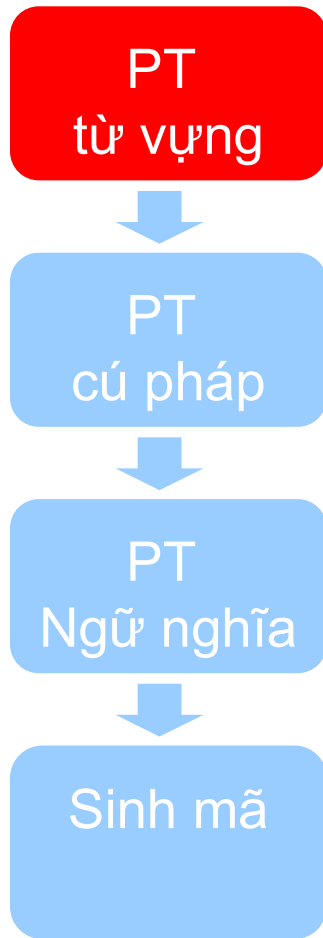 PT
từ vựng
PT
cú pháp
PT
Ngữ nghĩa
Sinh mã